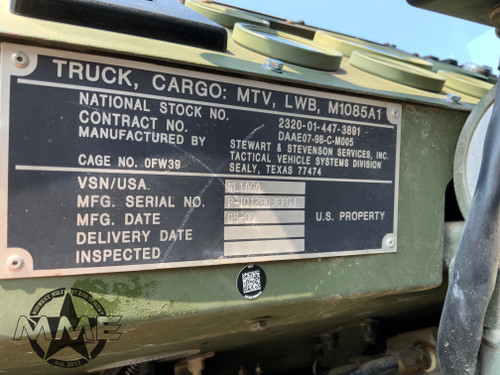 TRUCK, CARGO: MTV, LWB, M1085A1
NATIONAL STOCK NO. 2320-01-447-3891
CONTRACT NO. DAAE07-98-C-M005
MANUFACTURED BY STEWART & STEVENSON SERVICES, INC.
TACTICAL VEHICLE SYSTEMS DIVISION
CAGE NO. 0FW39 SEALY, TEXAS 77474
VSN/USA.
MFG. SERIAL NO.
MFG. DATE 08-00 U.S. PROPERTY
DELIVERY DATE
INSPECTED
MME